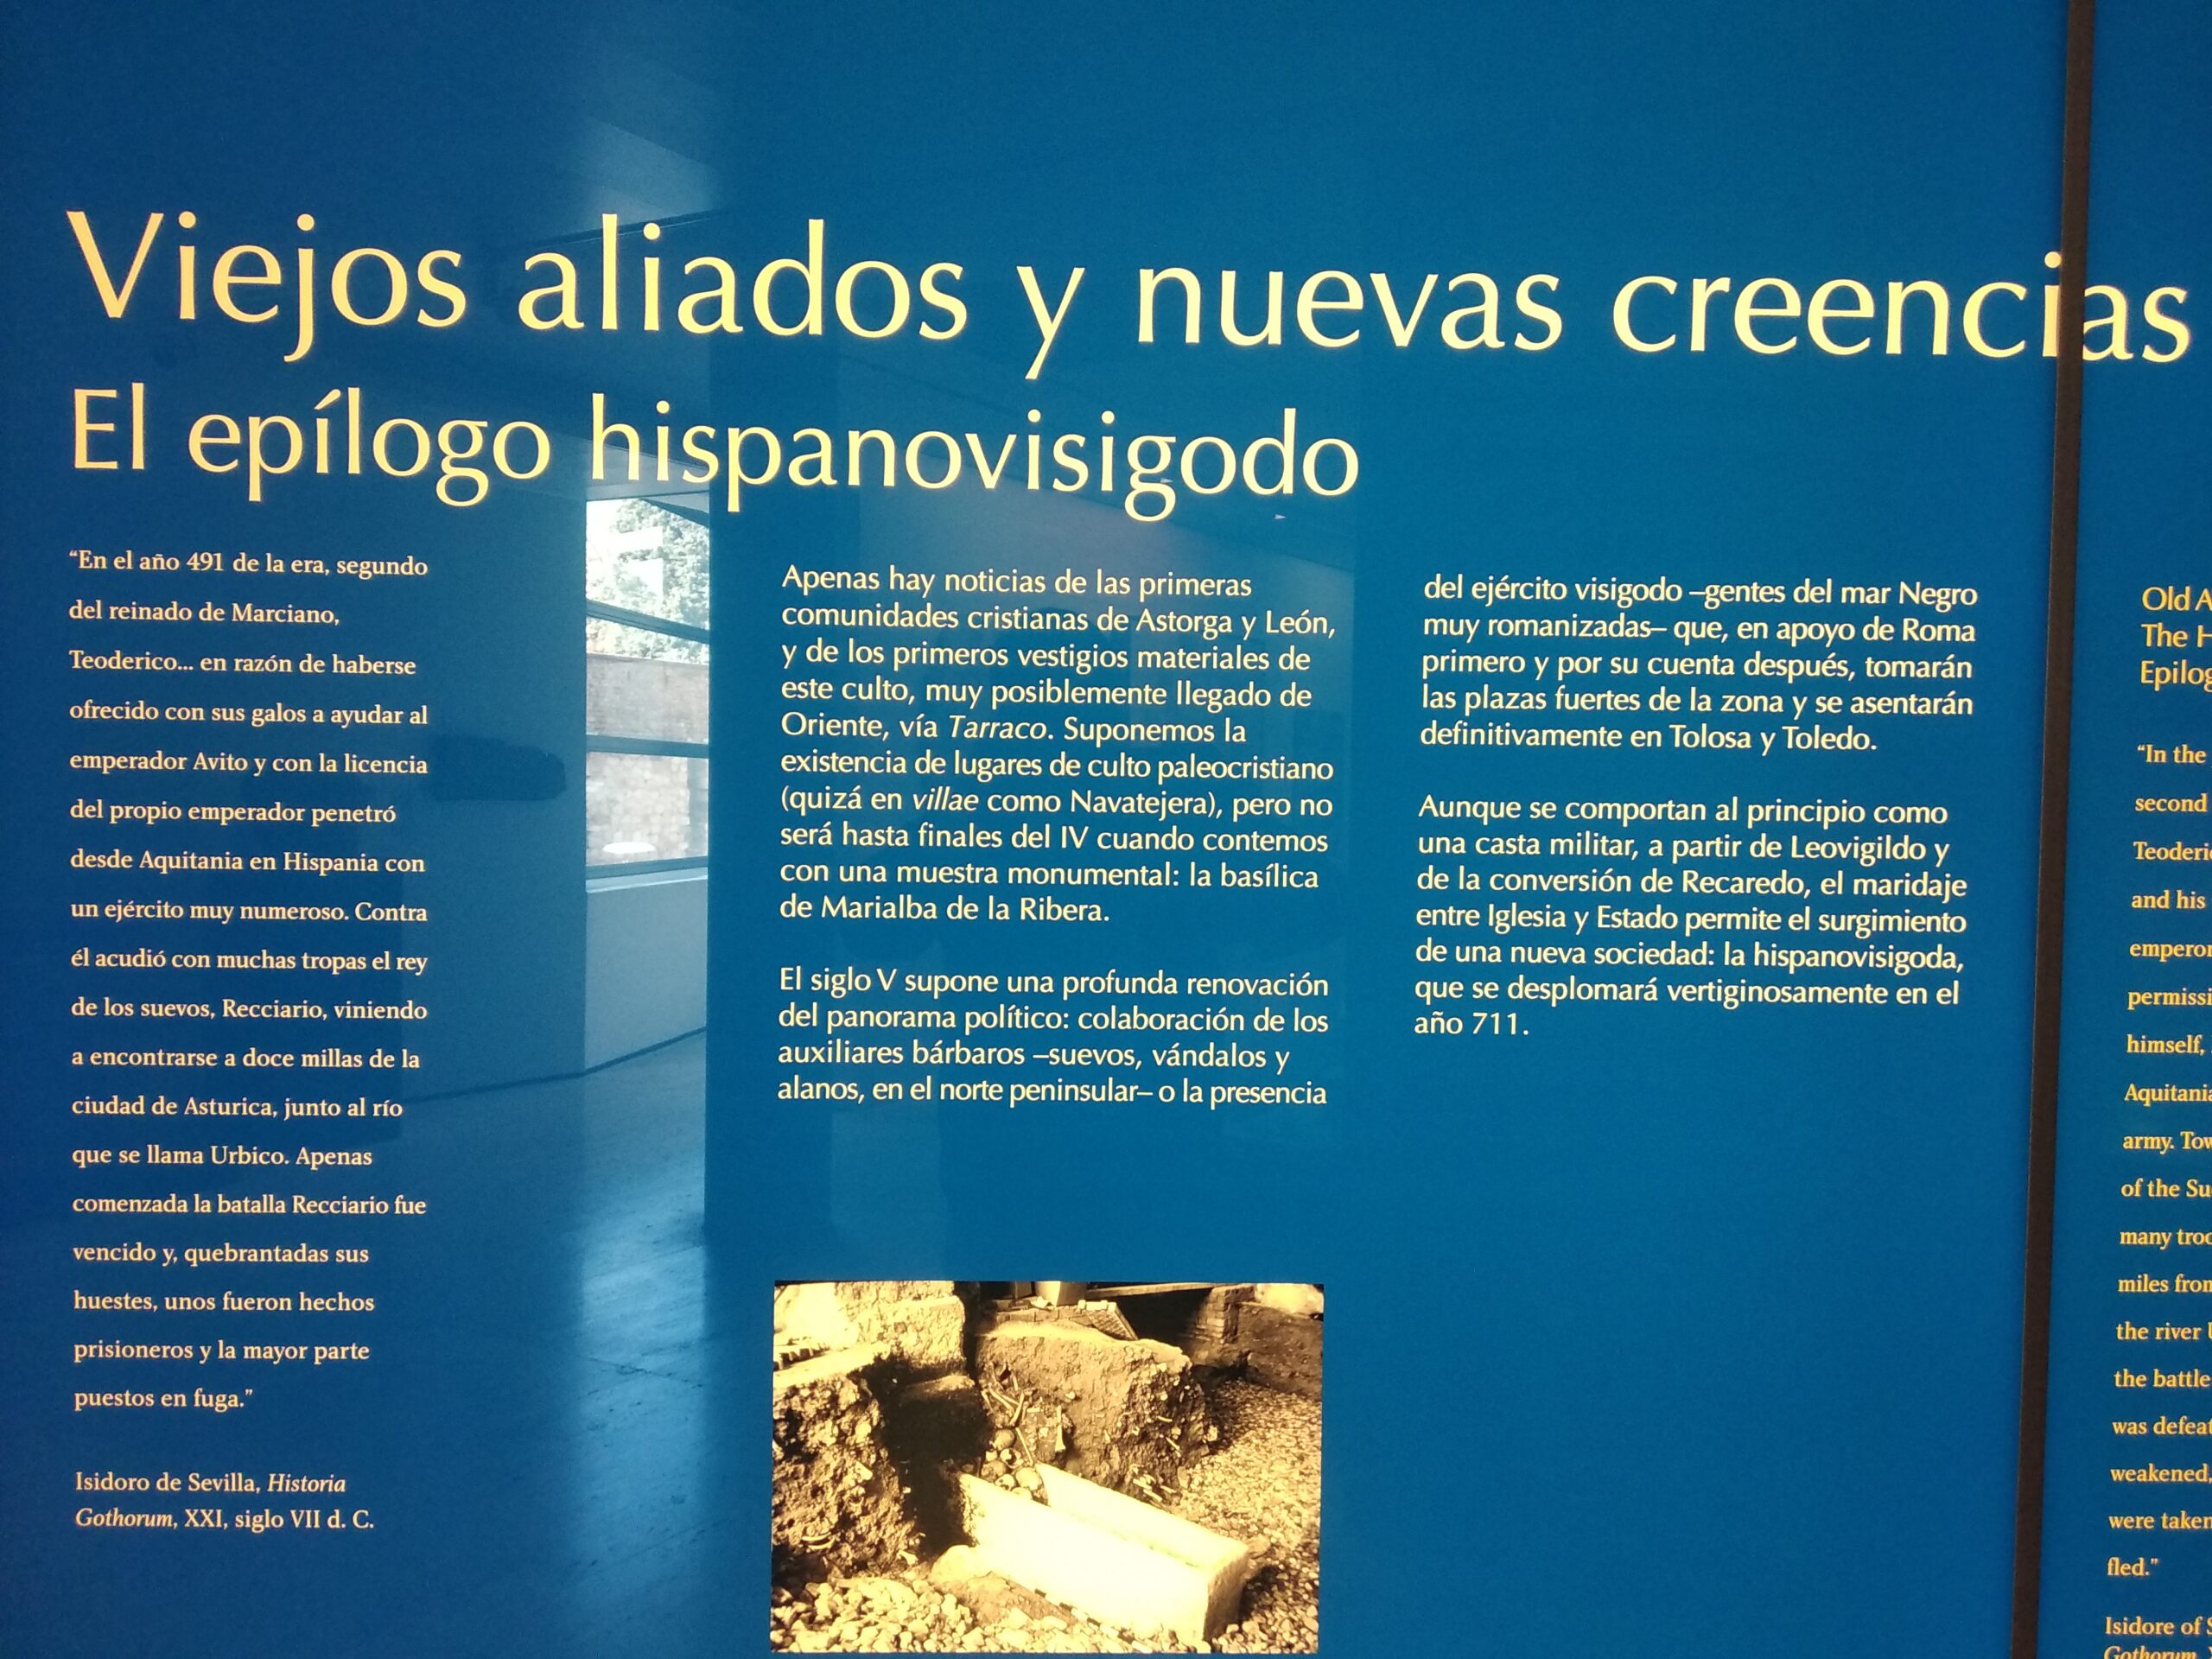 Viejos aliados y nuevas creencias
El epílogo hispanovisigodo
“En el año 491 de la era, segundo
del reinado de Marciano,
Teoderico... en razón de haberse
ofrecido con sus galos a ayudar al
emperador Avito y con la licencia
del propio emperador penetró
desde Aquitania en Hispania con
un ejército muy numeroso. Contra
él acudió con muchas tropas el rey
de los suevos, Recciario, viniendo
a encontrarse a doce millas de la
ciudad de Asturica, junto al río
que se llama Urbico. Apenas
comenzada la batalla Recciario fue
vencido y, quebrantadas sus
huestes, unos fueron hechos
prisioneros y la mayor parte
puestos en fuga.”
Isidoro de Sevilla, Historia
Gothorum, XXI, siglo VII d. C.
Apenas hay noticias de las primeras
comunidades cristianas de Astorga y León,
y de los primeros vestigios materiales de
este culto, muy posiblemente llegado de
Oriente, vía Tarraco. Suponemos la
existencia de lugares de culto paleocristiano
(quizá en villae como Navatejera), pero no
será hasta finales del IV cuando contemos
con una muestra monumental: la basílica
de Marialba de la Ribera.
El siglo V supone una profunda renovación
del panorama político: colaboración de los
auxiliares bárbaros –suevos, vándalos y
alanos, en el norte peninsular– o la presencia
del ejército visigodo –gentes del mar Negro
muy romanizadas– que, en apoyo de Roma
primero y por su cuenta después, tomarán
las plazas fuertes de la zona y se asentarán
definitivamente en Tolosa y Toledo.
Aunque se comportan al principio como
una casta militar, a partir de Leovigildo y
de la conversión de Recaredo, el maridaje
entre Iglesia y Estado permite el surgimiento
de una nueva sociedad: la hispanovisigoda,
que se desplomará vertiginosamente en el
año 711.
Old
The
“In the
second
and his
himself,
army.
of the
many
miles
the river
the battle
was
weakened,
were
fled.”
Isidore of